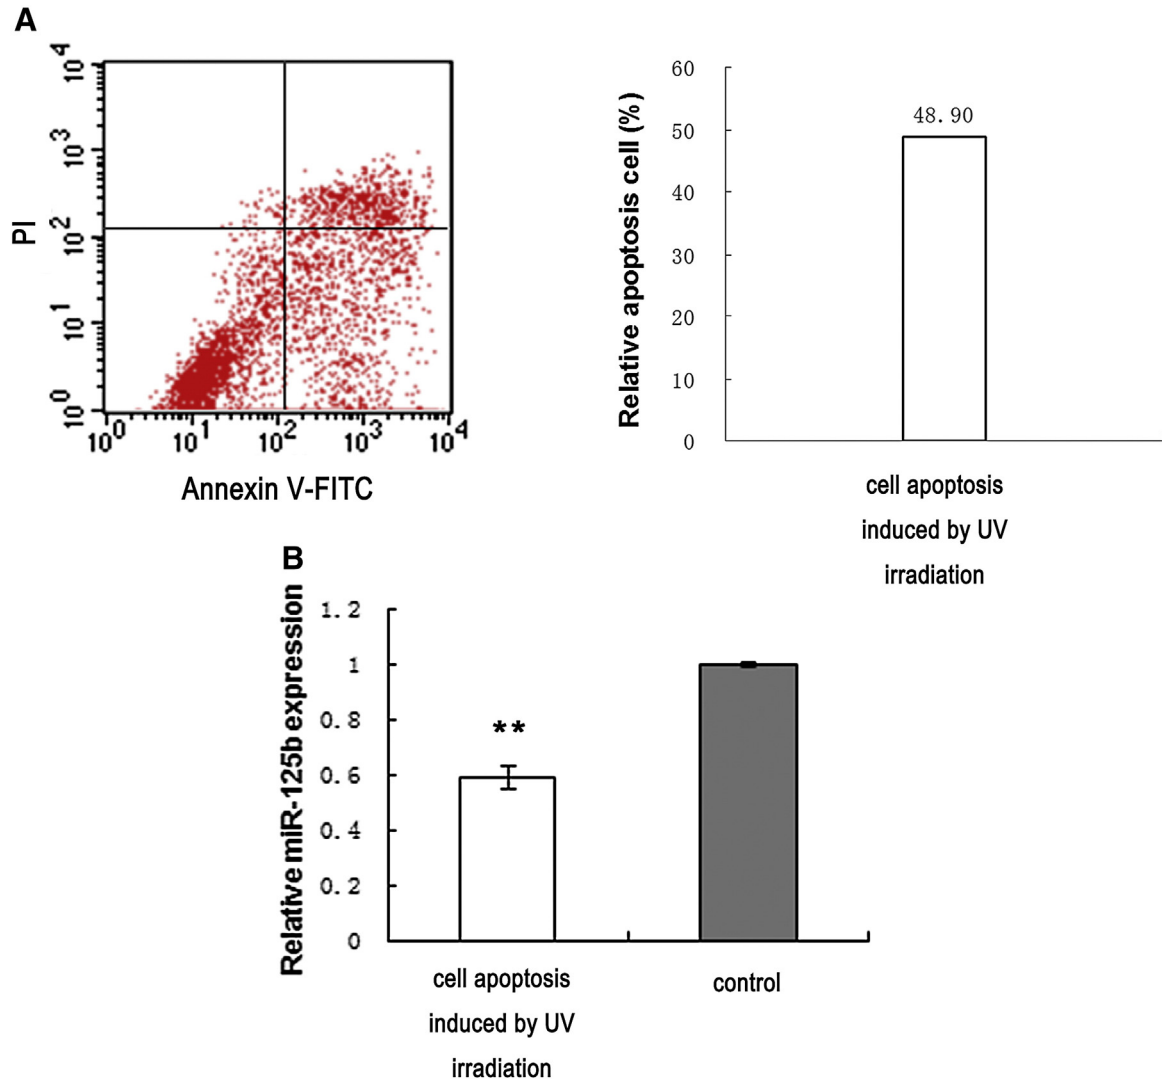 A
10^4
10^3
10^2
10^1
10^0
PI
10^0 10^1 10^2 10^3 10^4
Annexin V-FITC
Relative apoptosis cell (%)
60
50
40
30
20
10
0
48.90
cell apoptosis
induced by UV
irradiation
B
Relative miR-125b expression
1.2
1
0.8
0.6
0.4
0.2
0
**
cell apoptosis
induced by UV
irradiation
control